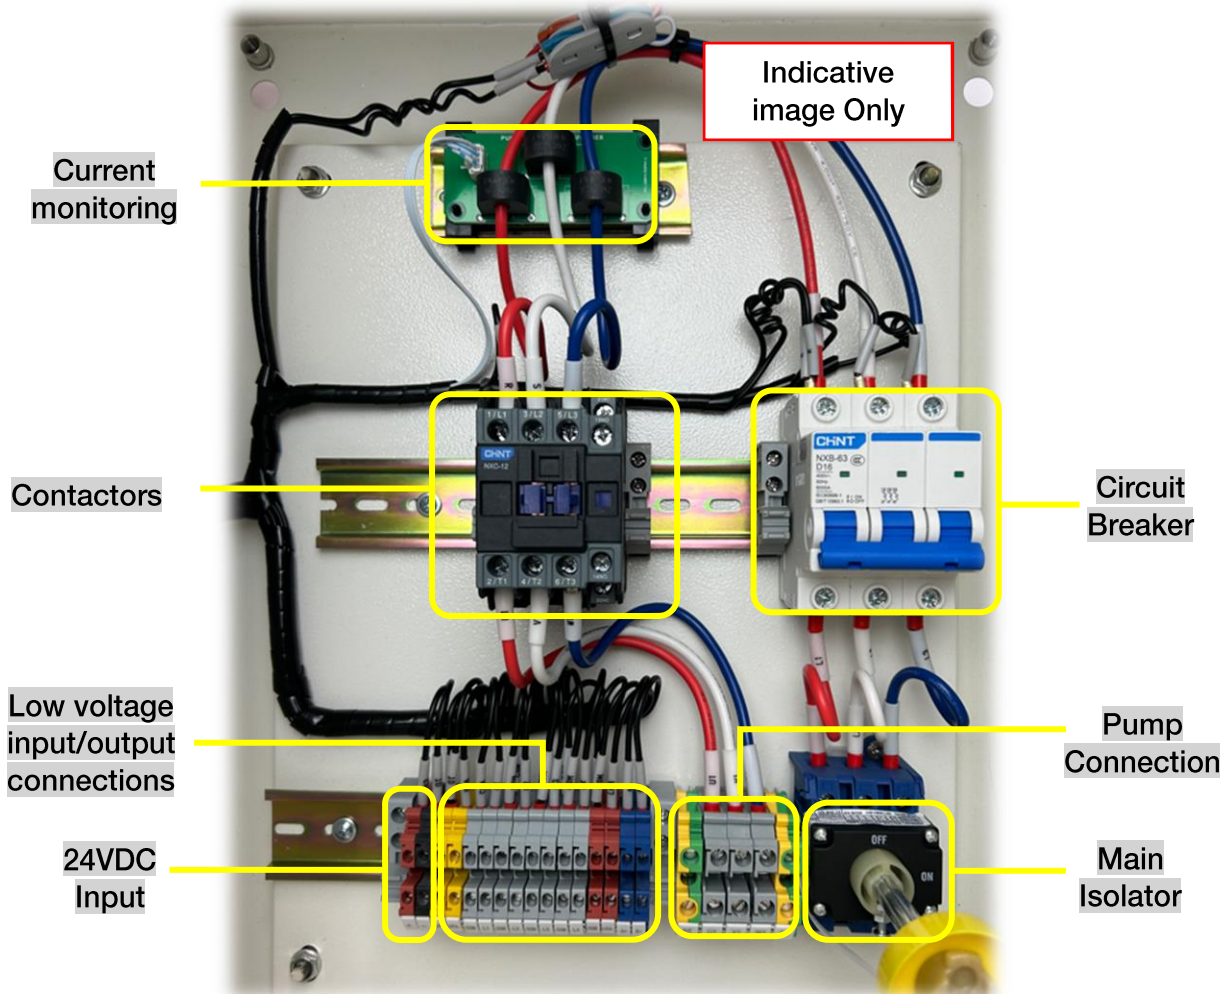 Indicative
image Only
Current
monitoring
Contactors
Circuit
Breaker
Low voltage
input/output
connections
Pump
Connection
24VDC
Input
Main
Isolator
R
S
1/L1
3/L2
5/L3
CHNT
NXC-12
2/T1
4/T2
6/T3
CHNT
NXB-63
D16
L1
U1
OFF
ON